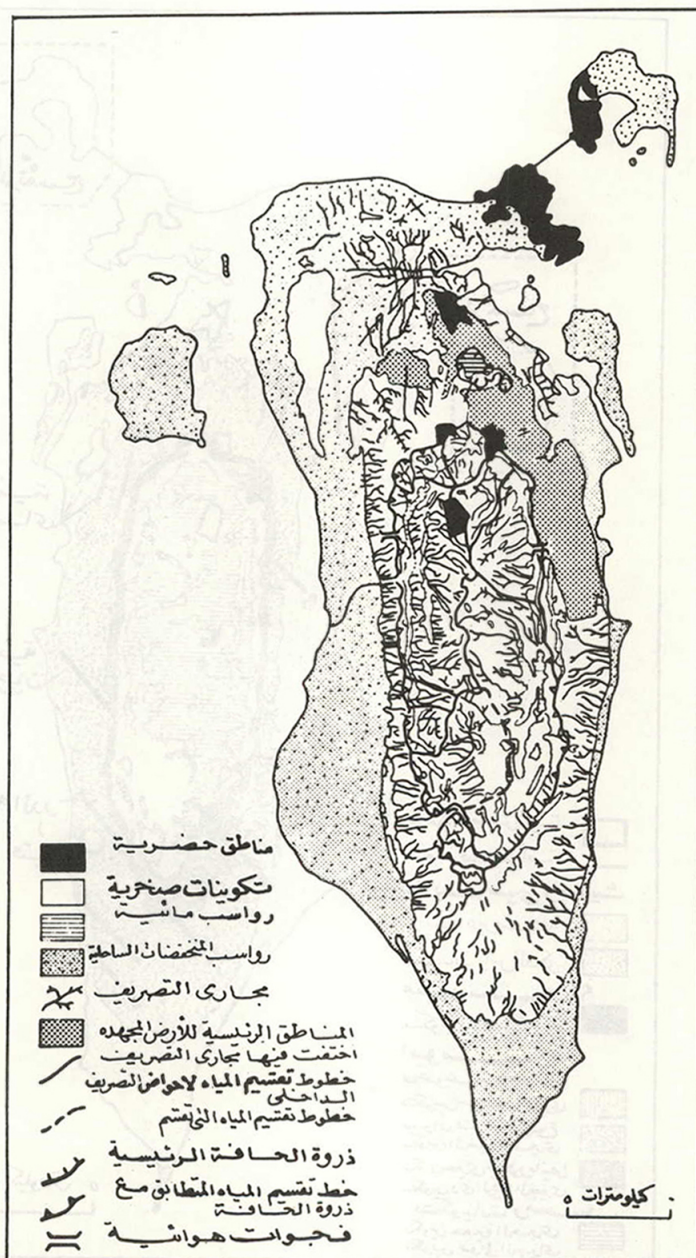 مناطق حضرية
تكوينات صخرية
رواسب مائية
رواسب المنخفضات الساحلية
مجارى التصريف
المناطق الرئيسية للأرض المجهده
اختفت فيها مجارى التصريف
خطوط تقسيم المياه لاحواض التصريف
الداخلى
خطوط تقسيم المياه التى تقسم
ذروة الحافة الرئيسية
خط تقسيم المياه المتطابق مع
ذروة الحافة
فجوات هوائية
كيلومترات ٥